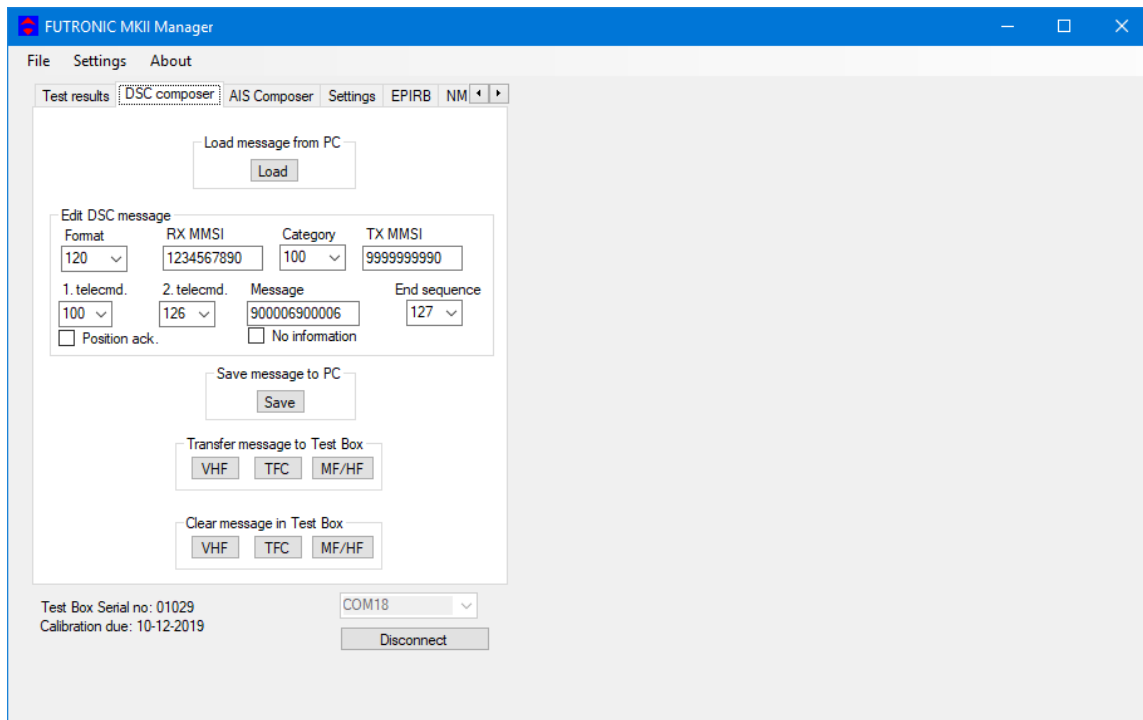 FUTRONIC MKII Manager
File Settings About
Test results DSC composer AIS Composer Settings EPIRB NM
Load message from PC
Load
Edit DSC message
Format RX MMSI Category TX MMSI
120 1234567890 100 9999999990
1. telecmd. 2. telecmd. Message End sequence
100 126 900006900006 127
Position ack. No information
Save message to PC
Save
Transfer message to Test Box
VHF TFC MF/HF
Clear message in Test Box
VHF TFC MF/HF
Test Box Serial no: 01029 COM18
Calibration due: 10-12-2019
Disconnect